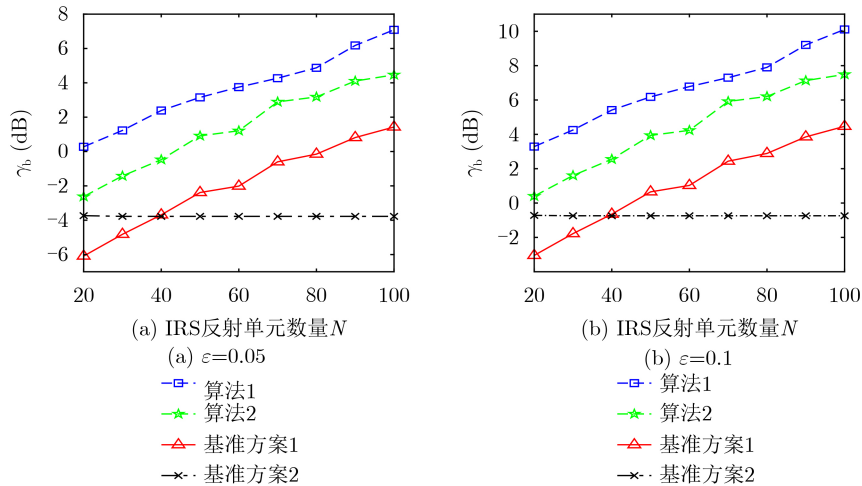 8
6
4
2
0
−2
−4
−6
γb (dB)
20 40 60 80 100
(a) IRS反射单元数量N
(a) ε=0.05
算法1
算法2
基准方案1
基准方案2
10
8
6
4
2
0
−2
γb (dB)
20 40 60 80 100
(b) IRS反射单元数量N
(b) ε=0.1
算法1
算法2
基准方案1
基准方案2